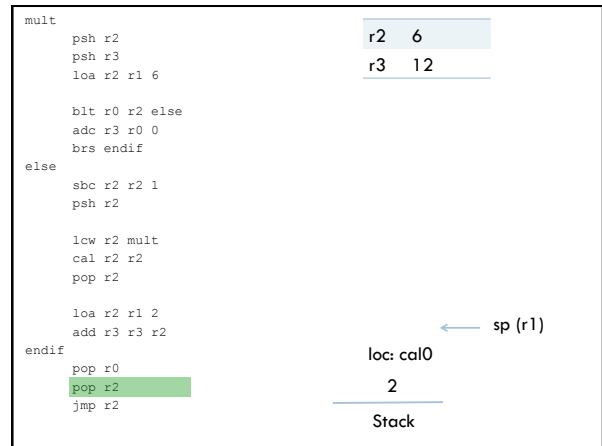 mult
psh r2
psh r3
loa r2 r1 6
blt r0 r2 else
adc r3 r0 0
brs endif
else
sbc r2 r2 1
psh r2
lcw r2 mult
cal r2 r2
pop r2
loa r2 r1 2
add r3 r3 r2
endif
pop r0
pop r2
jmp r2
r2 6
r3 12
sp (r1)
loc: cal0
2
Stack